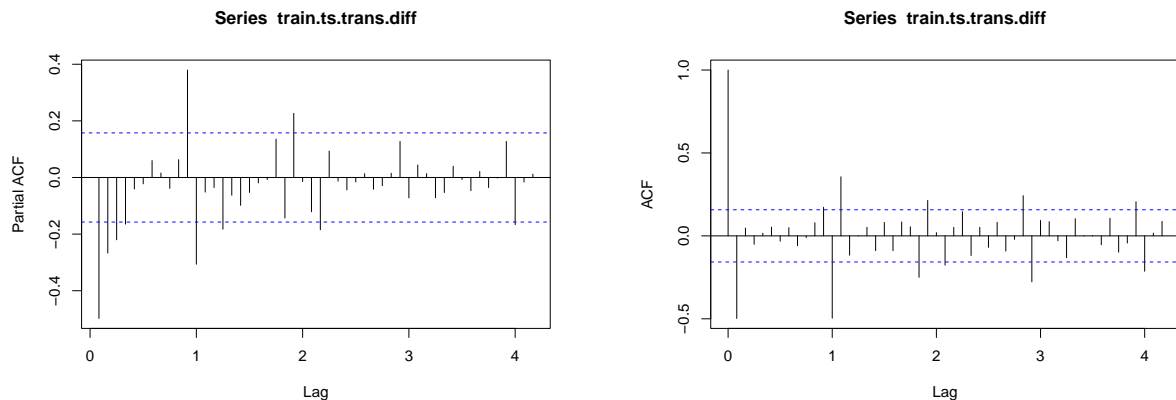 Series train.ts.trans.diff
Partial ACF
0.4
0.2
0.0
−0.2
−0.4
0 1 2 3 4
Lag
Series train.ts.trans.diff
ACF
1.0
0.5
0.0
−0.5
0 1 2 3 4
Lag